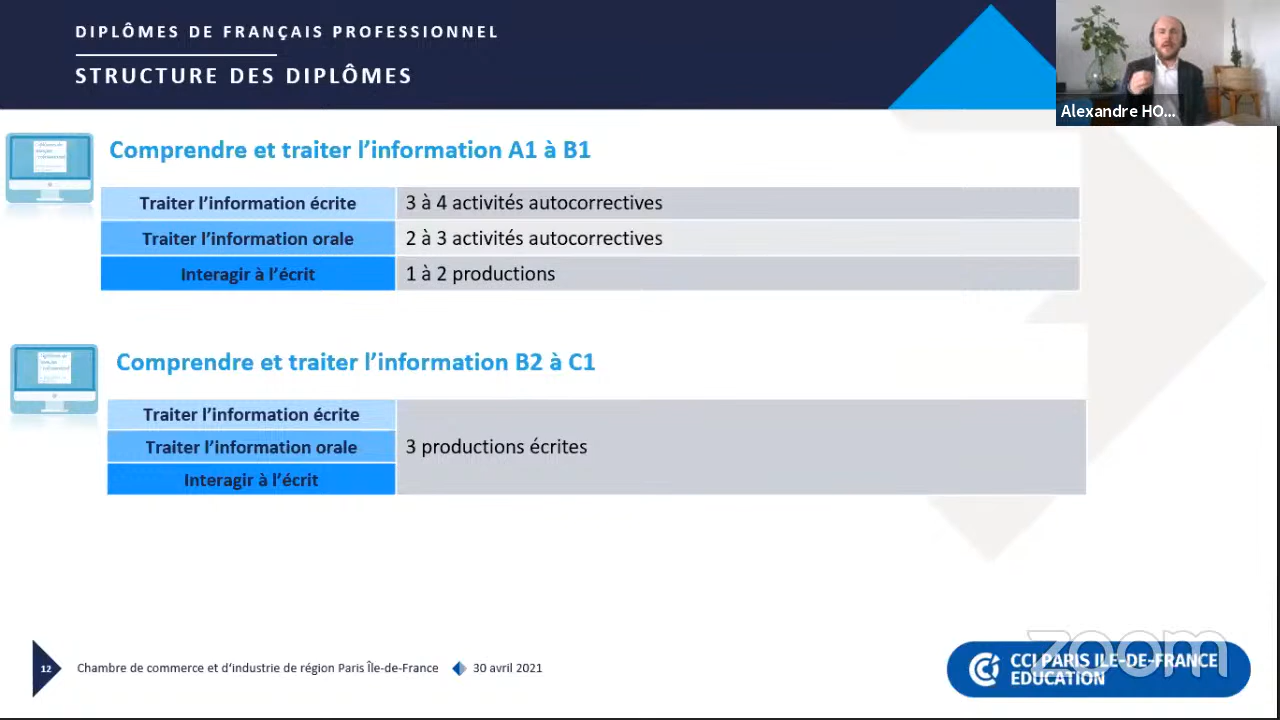 DIPLÔMES DE FRANÇAIS PROFESSIONNEL
STRUCTURE DES DIPLÔMES
Alexandre HO...
Comprendre et traiter l’information A1 à B1
Traiter l’information écrite
3 à 4 activités autocorrectives
Traiter l’information orale
2 à 3 activités autocorrectives
Interagir à l’écrit
1 à 2 productions
Comprendre et traiter l’information B2 à C1
Traiter l’information écrite
Traiter l’information orale
3 productions écrites
Interagir à l’écrit
12
Chambre de commerce et d‘industrie de région Paris Île-de-France
30 avril 2021
CCI PARIS ILE-DE-FRANCE
EDUCATION
zoom